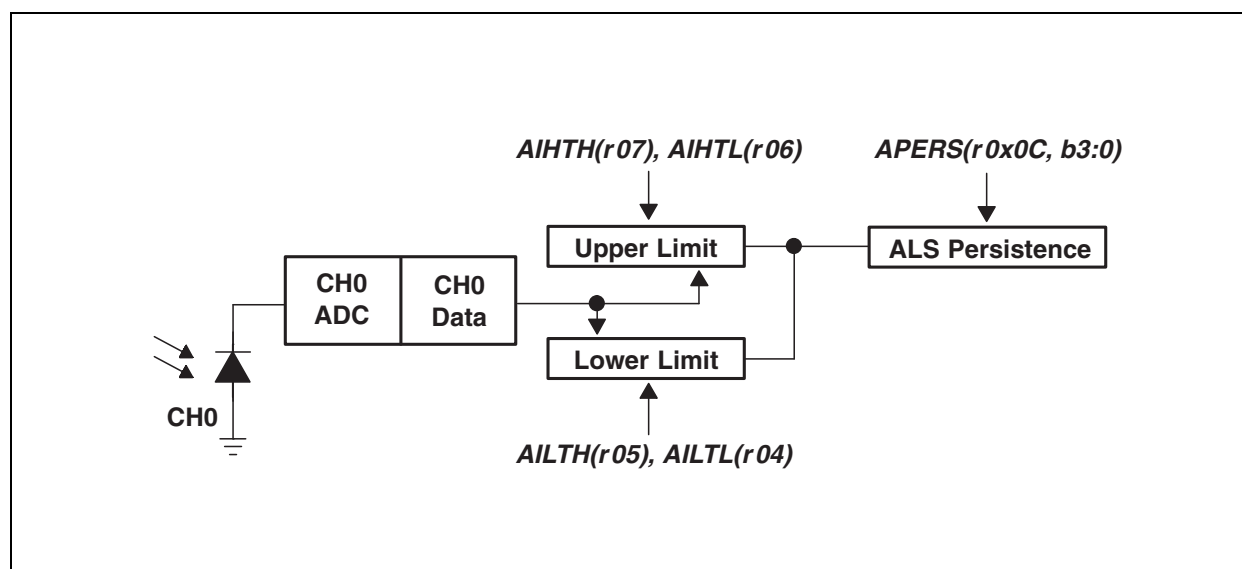 AIHTH(r07), AIHTL(r06)
APERS(r0x0C, b3:0)
Upper Limit
ALS Persistence
CH0
ADC
CH0
Data
Lower Limit
CH0
AILTH(r05), AILTL(r04)